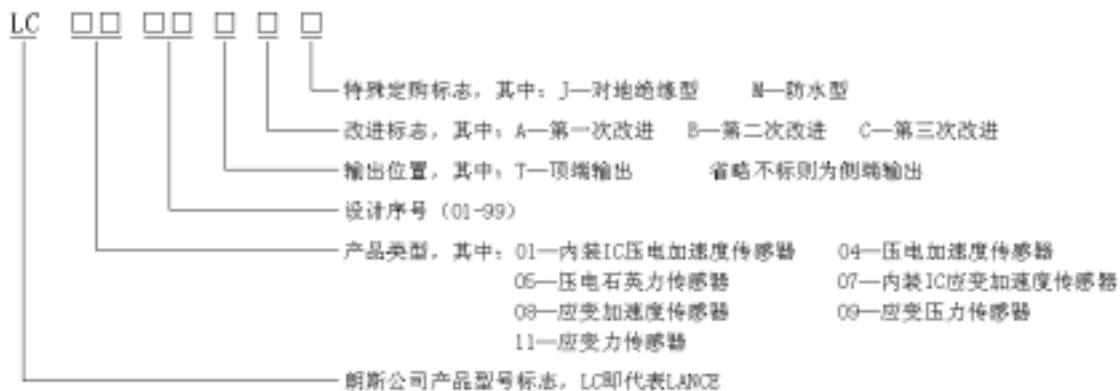 LC □□ □□ □ □ □
特殊定购标志，其中：J—对地绝缘型 M—防水型
改进标志，其中：A—第一次改进 B—第二次改进 C—第三次改进
输出位置，其中：T—顶端输出 省略不标则为侧端输出
设计序号（01-99）
产品类型，其中：01—内装IC压电加速度传感器 04—压电加速度传感器
05—压电石英力传感器 07—内装IC应变加速度传感器
08—应变加速度传感器 09—应变压力传感器
11—应变力传感器
朗斯公司产品型号标志，LC即代表LANCE